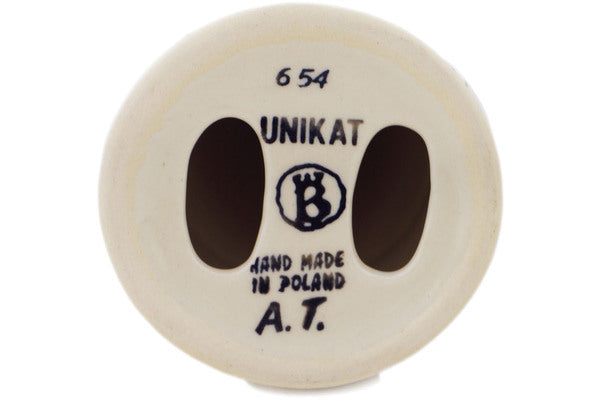 654
UNIKAT
B
HAND MADE
IN POLAND
A.T.